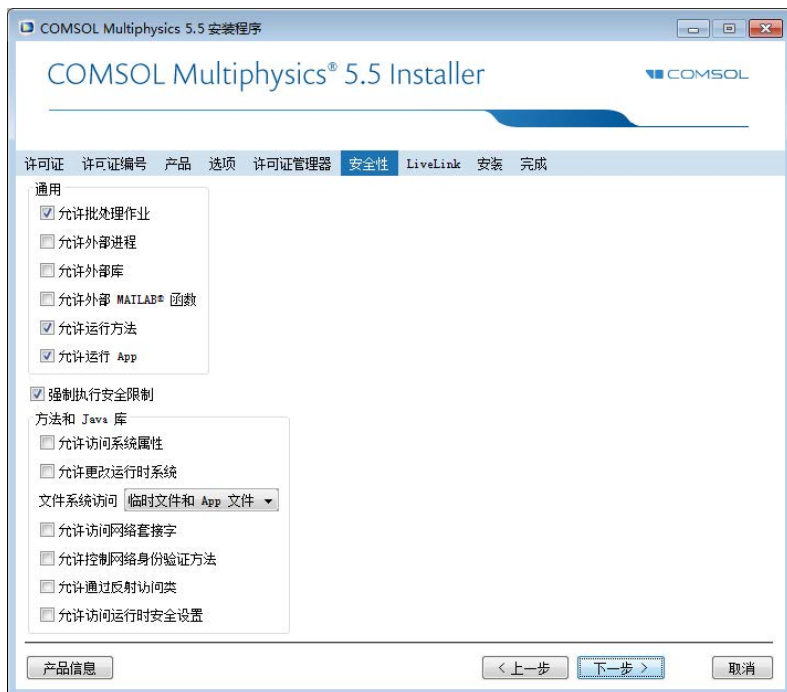 COMSOL Multiphysics 5.5 安装程序
COMSOL Multiphysics® 5.5 Installer
COMSOL
许可证 许可证编号 产品 选项 许可证管理器 安全性 LiveLink 安装 完成
通用
允许批处理作业
允许外部进程
允许外部库
允许外部 MATLAB® 函数
允许运行方法
允许运行 App
强制执行安全限制
方法和 Java 库
允许访问系统属性
允许更改运行时系统
文件系统访问 临时文件和 App 文件
允许访问网络套接字
允许控制网络身份验证方法
允许通过反射访问类
允许访问运行时安全设置
产品信息 < 上一步 下一步 > 取消